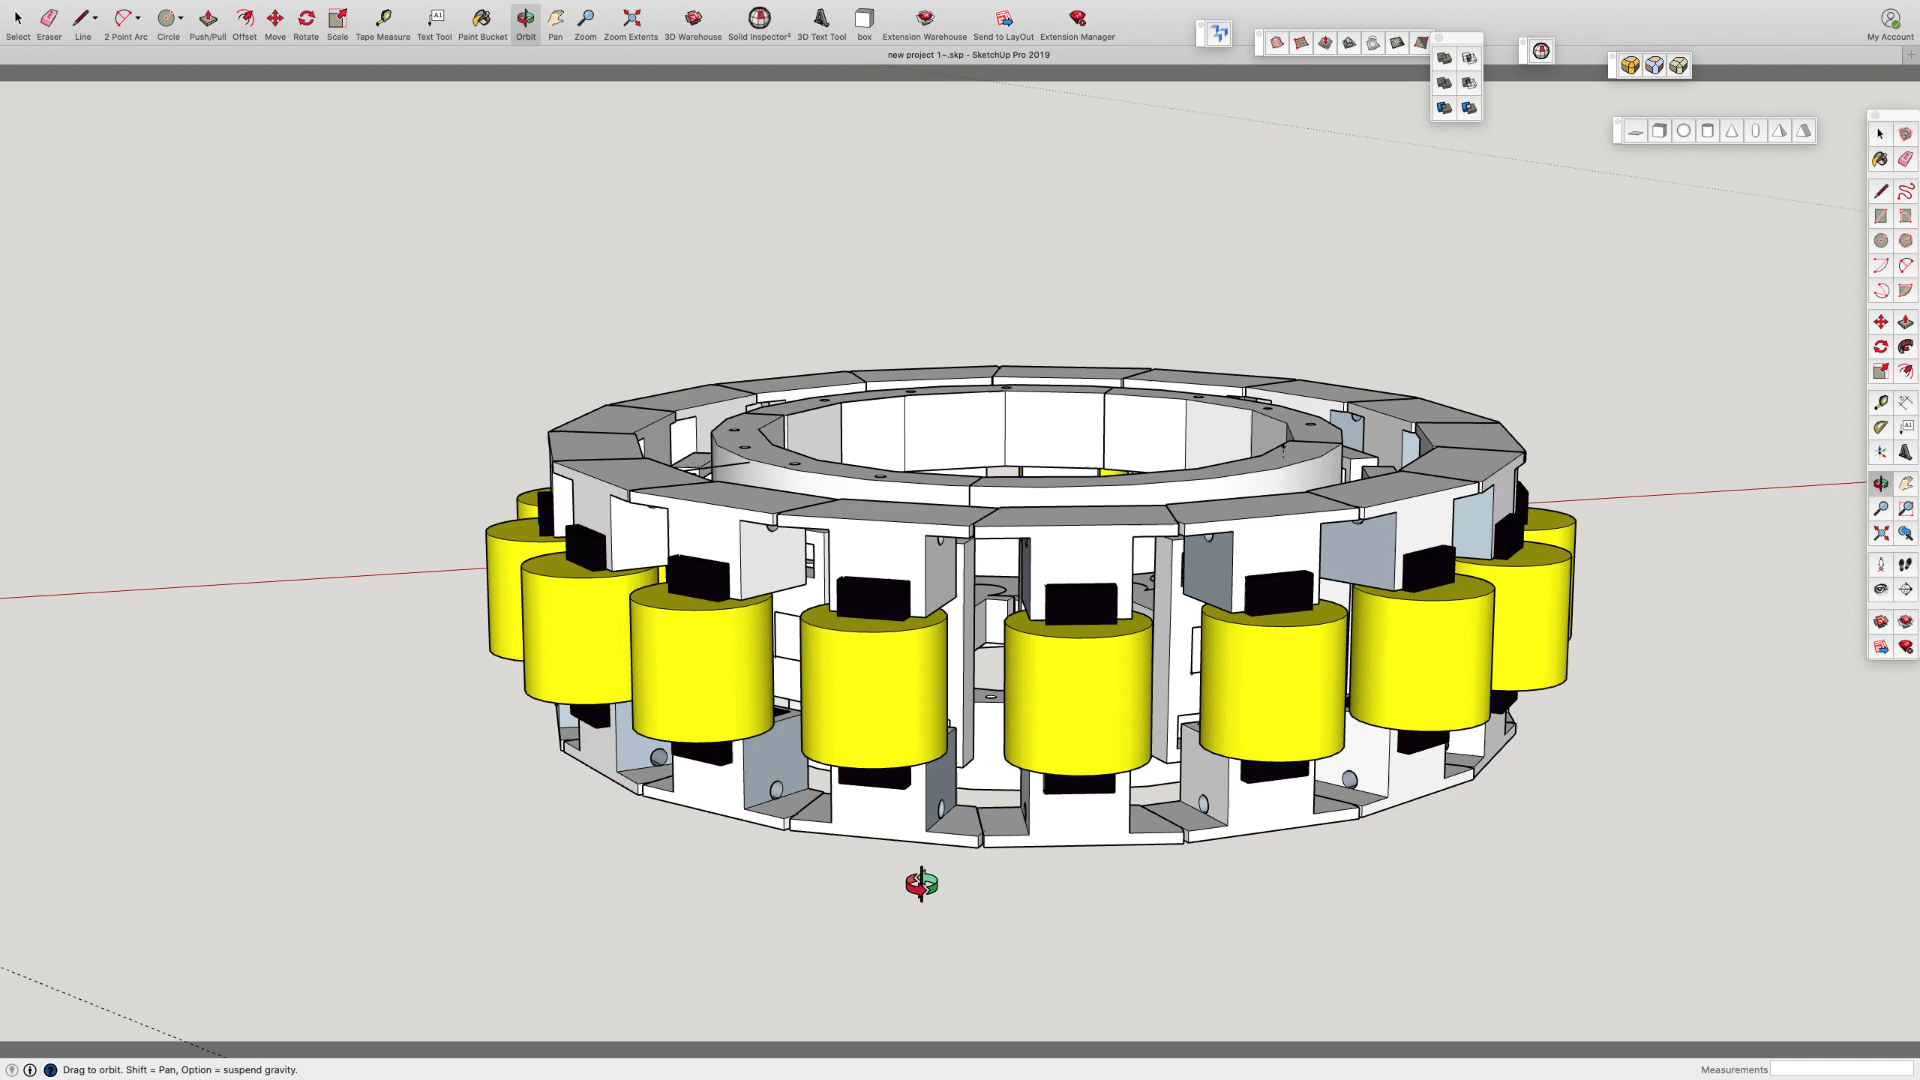 Select Eraser Line 2 Point Arc Circle Push/Pull Offset Move Rotate Scale Tape Measure Text Tool Paint Bucket Orbit Pan Zoom Zoom Extents 3D Warehouse Solid Inspector² 3D Text Tool box Extension Warehouse Send to LayOut Extension Manager My Account
new project 1~.skp - SketchUp Pro 2019
Drag to orbit. Shift = Pan, Option = suspend gravity.
Measurements